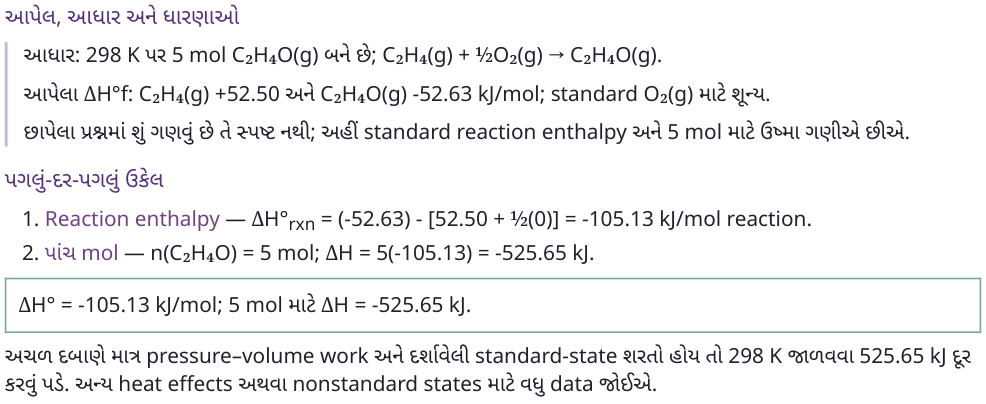 આપેલ, આધાર અને ધારણાઓ
આધાર: 298 K પર 5 mol C₂H₄O(g) બને છે; C₂H₄(g) + ½O₂(g) → C₂H₄O(g).
આપેલા ΔH°f: C₂H₄(g) +52.50 અને C₂H₄O(g) -52.63 kJ/mol; standard O₂(g) માટે શૂન્ય.
છાપેલા પ્રશ્નમાં શું ગણવું છે તે સ્પષ્ટ નથી; અહીં standard reaction enthalpy અને 5 mol માટે ઉષ્મા ગણીએ છીએ.
પગલું-દર-પગલું ઉકેલ
1. Reaction enthalpy — ΔH°rxn = (-52.63) - [52.50 + ½(0)] = -105.13 kJ/mol reaction.
2. પાંચ mol — n(C₂H₄O) = 5 mol; ΔH = 5(-105.13) = -525.65 kJ.
ΔH° = -105.13 kJ/mol; 5 mol માટે ΔH = -525.65 kJ.
અચળ દબાણે માત્ર pressure–volume work અને દર્શાવેલી standard-state શરતો હોય તો 298 K જાળવવા 525.65 kJ દૂર
કરવું પડે. અન્ય heat effects અથવા nonstandard states માટે વધુ data જોઈએ.